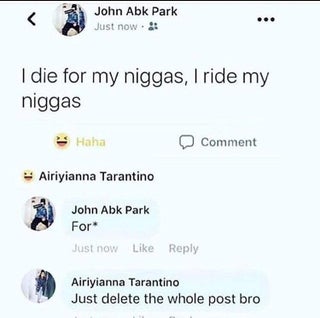 John Abk Park
Just now ·
I die for my niggas, I ride my
niggas
Haha
Comment
Airiyianna Tarantino
John Abk Park
For*
Just now Like Reply
Airiyianna Tarantino
Just delete the whole post bro